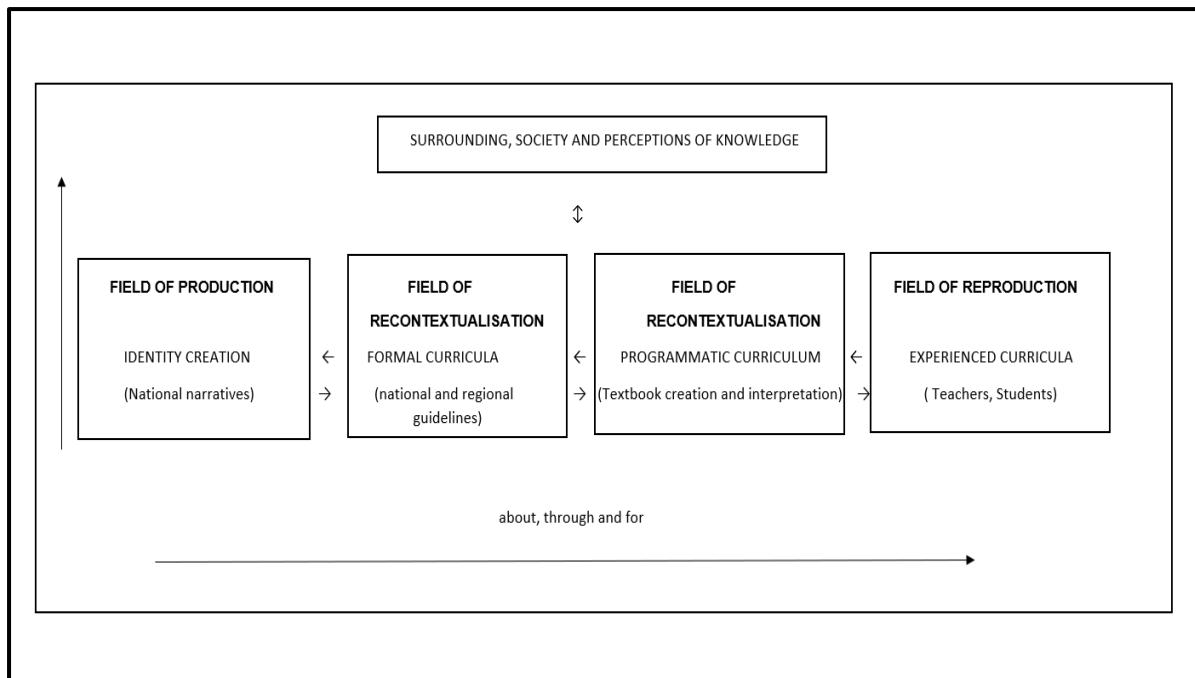 SURROUNDING, SOCIETY AND PERCEPTIONS OF KNOWLEDGE
↕
FIELD OF PRODUCTION
IDENTITY CREATION
(National narratives)
←
→
FIELD OF
RECONTEXTUALISATION
FORMAL CURRICULA
(national and regional
guidelines)
←
→
FIELD OF
RECONTEXTUALISATION
PROGRAMMATIC CURRICULUM
(Textbook creation and interpretation)
←
→
FIELD OF REPRODUCTION
EXPERIENCED CURRICULA
( Teachers, Students)
about, through and for